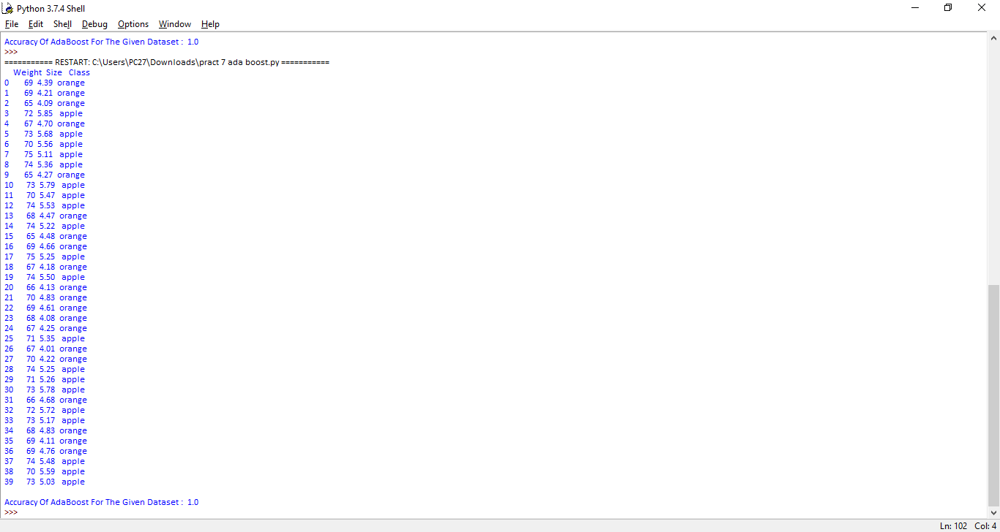 Python 3.7.4 Shell
File Edit Shell Debug Options Window Help
Accuracy Of AdaBoost For The Given Dataset : 1.0
>>>
=========== RESTART: C:\Users\PC27\Downloads\pract 7 ada boost.py ===========
Weight Size Class
0 69 4.39 orange
1 69 4.21 orange
2 65 4.09 orange
3 72 5.85 apple
4 67 4.70 orange
5 73 5.68 apple
6 70 5.56 apple
7 75 5.11 apple
8 74 5.36 apple
9 65 4.27 orange
10 73 5.79 apple
11 70 5.47 apple
12 74 5.53 apple
13 68 4.47 orange
14 74 5.22 apple
15 65 4.48 orange
16 69 4.66 orange
17 75 5.25 apple
18 67 4.18 orange
19 74 5.50 apple
20 66 4.13 orange
21 70 4.83 orange
22 69 4.61 orange
23 68 4.08 orange
24 67 4.25 orange
25 71 5.35 apple
26 67 4.01 orange
27 70 4.22 orange
28 74 5.25 apple
29 71 5.26 apple
30 73 5.78 apple
31 66 4.68 orange
32 72 5.72 apple
33 73 5.17 apple
34 68 4.83 orange
35 69 4.11 orange
36 69 4.76 orange
37 74 5.48 apple
38 70 5.59 apple
39 73 5.03 apple
Accuracy Of AdaBoost For The Given Dataset : 1.0
>>>
Ln: 102 Col: 4